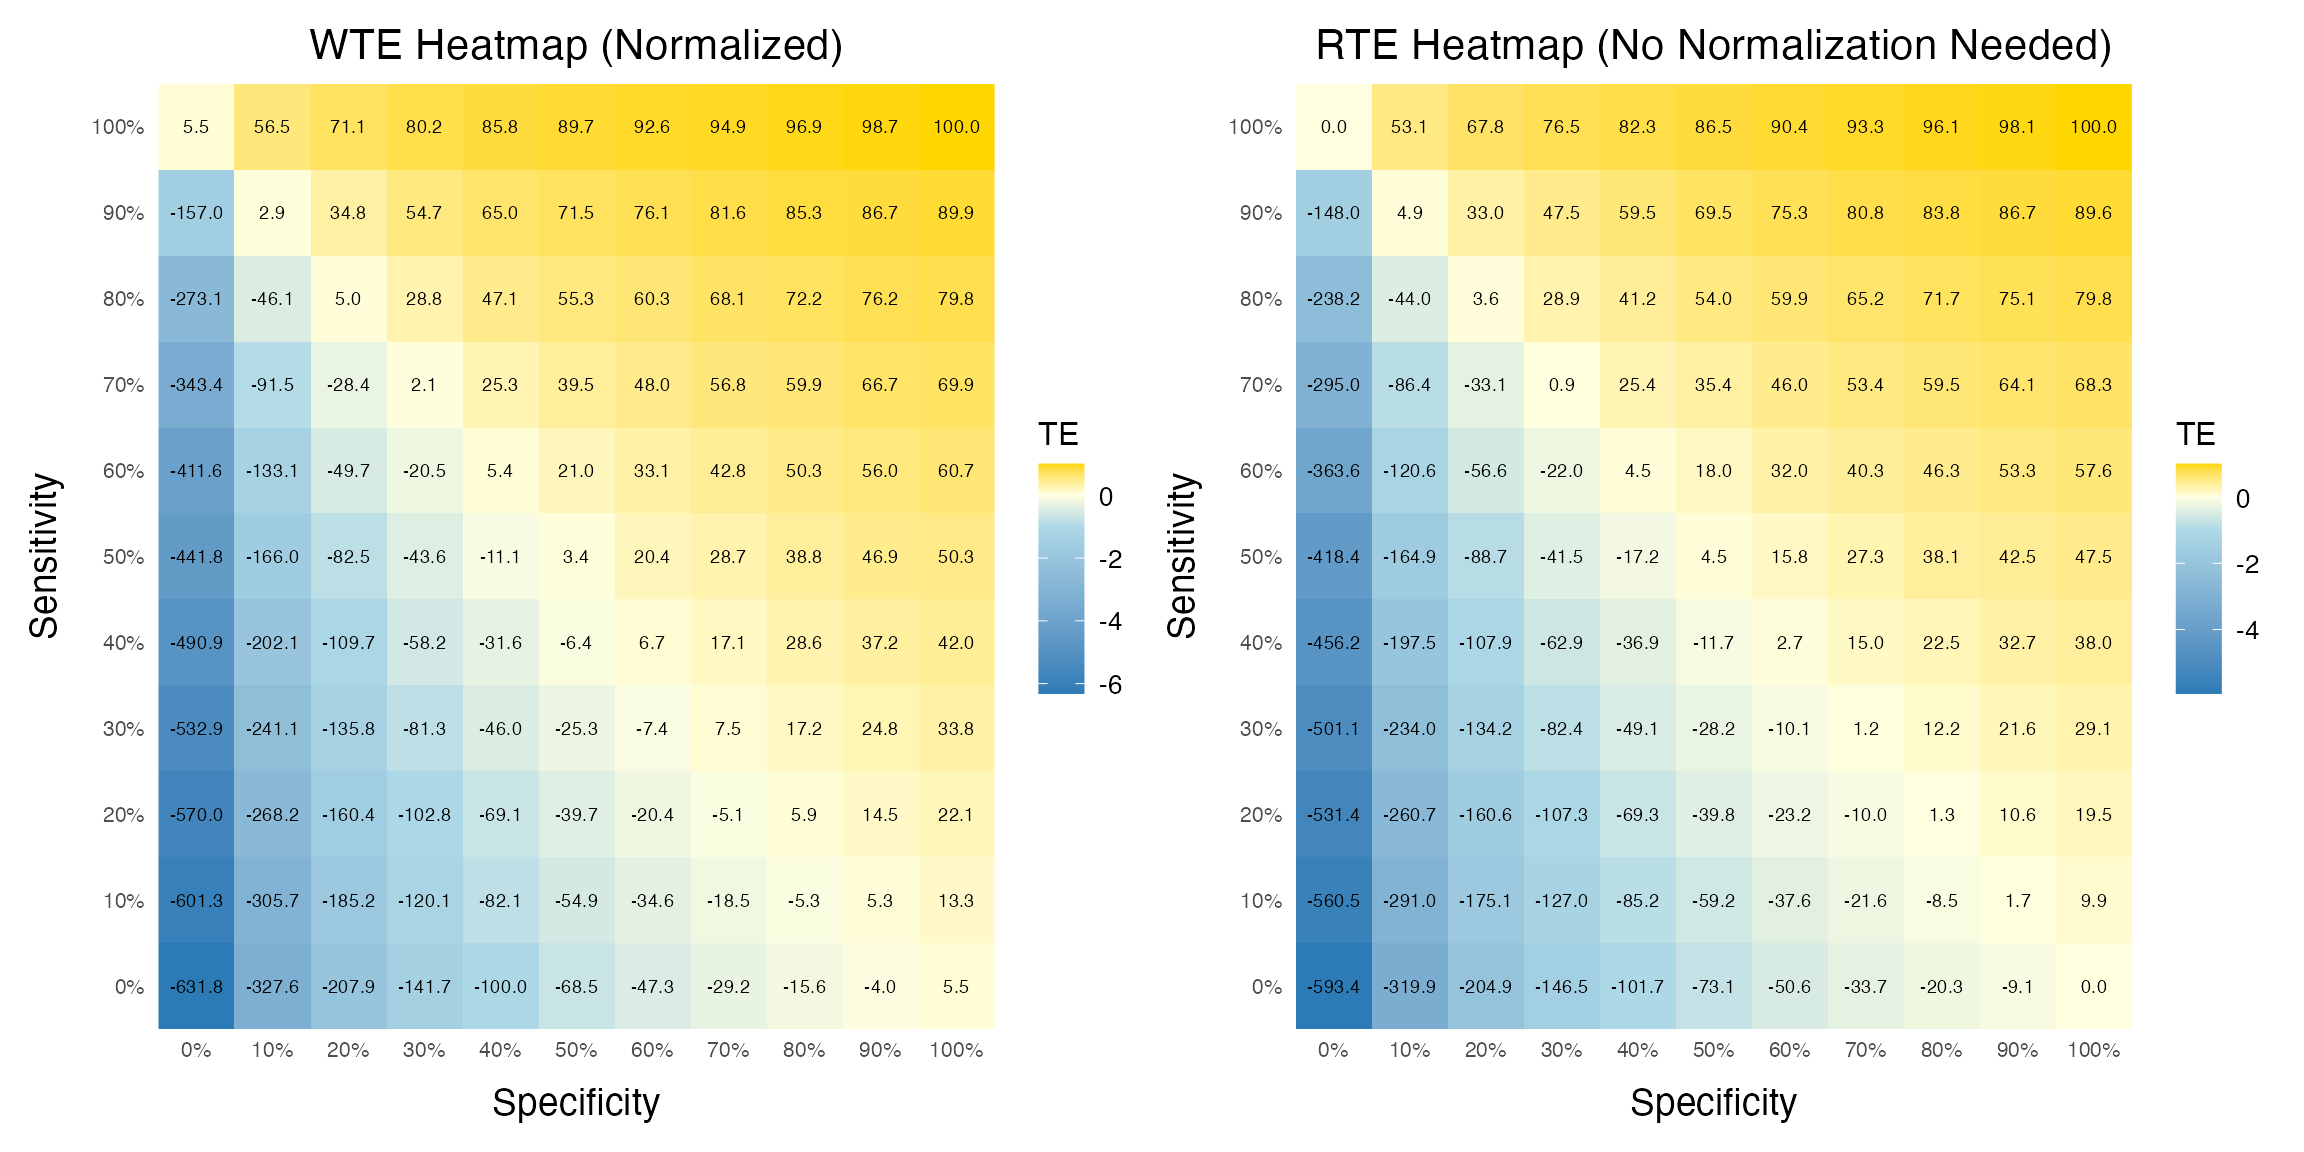 WTE Heatmap (Normalized)
Sensitivity
100% 5.5 56.5 71.1 80.2 85.8 89.7 92.6 94.9 96.9 98.7 100.0
90% -157.0 2.9 34.8 54.7 65.0 71.5 76.1 81.6 85.3 86.7 89.9
80% -273.1 -46.1 5.0 28.8 47.1 55.3 60.3 68.1 72.2 76.2 79.8
70% -343.4 -91.5 -28.4 2.1 25.3 39.5 48.0 56.8 59.9 66.7 69.9
60% -411.6 -133.1 -49.7 -20.5 5.4 21.0 33.1 42.8 50.3 56.0 60.7
50% -441.8 -166.0 -82.5 -43.6 -11.1 3.4 20.4 28.7 38.8 46.9 50.3
40% -490.9 -202.1 -109.7 -58.2 -31.6 -6.4 6.7 17.1 28.6 37.2 42.0
30% -532.9 -241.1 -135.8 -81.3 -46.0 -25.3 -7.4 7.5 17.2 24.8 33.8
20% -570.0 -268.2 -160.4 -102.8 -69.1 -39.7 -20.4 -5.1 5.9 14.5 22.1
10% -601.3 -305.7 -185.2 -120.1 -82.1 -54.9 -34.6 -18.5 -5.3 5.3 13.3
0% -631.8 -327.6 -207.9 -141.7 -100.0 -68.5 -47.3 -29.2 -15.6 -4.0 5.5
0% 10% 20% 30% 40% 50% 60% 70% 80% 90% 100%
Specificity
TE
0
-2
-4
-6
RTE Heatmap (No Normalization Needed)
Sensitivity
100% 0.0 53.1 67.8 76.5 82.3 86.5 90.4 93.3 96.1 98.1 100.0
90% -148.0 4.9 33.0 47.5 59.5 69.5 75.3 80.8 83.8 86.7 89.6
80% -238.2 -44.0 3.6 28.9 41.2 54.0 59.9 65.2 71.7 75.1 79.8
70% -295.0 -86.4 -33.1 0.9 25.4 35.4 46.0 53.4 59.5 64.1 68.3
60% -363.6 -120.6 -56.6 -22.0 4.5 18.0 32.0 40.3 46.3 53.3 57.6
50% -418.4 -164.9 -88.7 -41.5 -17.2 4.5 15.8 27.3 38.1 42.5 47.5
40% -456.2 -197.5 -107.9 -62.9 -36.9 -11.7 2.7 15.0 22.5 32.7 38.0
30% -501.1 -234.0 -134.2 -82.4 -49.1 -28.2 -10.1 1.2 12.2 21.6 29.1
20% -531.4 -260.7 -160.6 -107.3 -69.3 -39.8 -23.2 -10.0 1.3 10.6 19.5
10% -560.5 -291.0 -175.1 -127.0 -85.2 -59.2 -37.6 -21.6 -8.5 1.7 9.9
0% -593.4 -319.9 -204.9 -146.5 -101.7 -73.1 -50.6 -33.7 -20.3 -9.1 0.0
0% 10% 20% 30% 40% 50% 60% 70% 80% 90% 100%
Specificity
TE
0
-2
-4